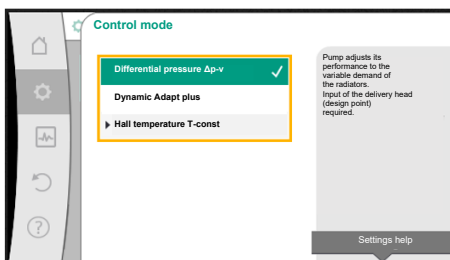 Control mode
Differential pressure Δp-v
Dynamic Adapt plus
Hall temperature T-const
Pump adjusts its
performance to the
variable demand of
the radiators.
Input of the delivery head
(design point)
required.
Settings help